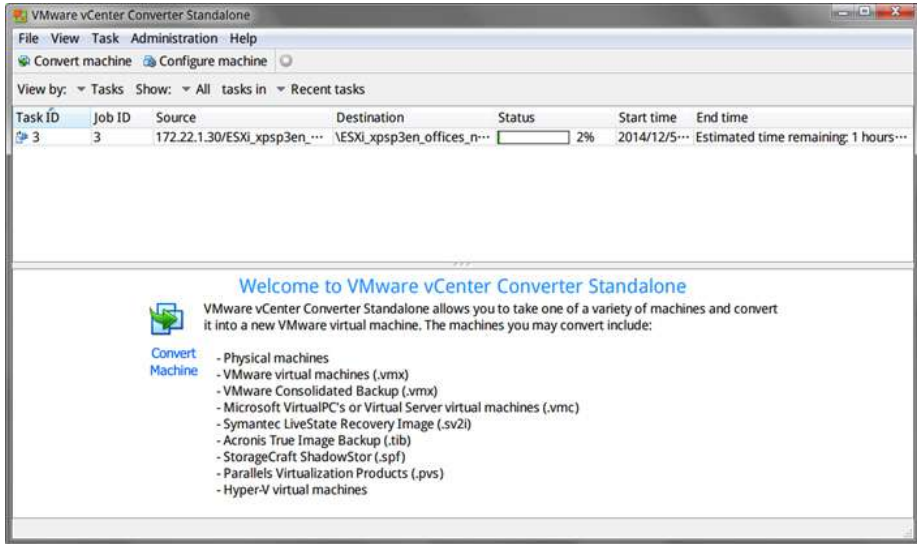 VMware vCenter Converter Standalone
File View Task Administration Help
Convert machine Configure machine
View by: Tasks Show: All tasks in Recent tasks
Task ID Job ID Source Destination Status Start time End time
3 3 172.22.1.30/ESXi_xpsp3en_··· \ESXi_xpsp3en_offices_n··· 2% 2014/12/5··· Estimated time remaining: 1 hours···
Welcome to VMware vCenter Converter Standalone
VMware vCenter Converter Standalone allows you to take one of a variety of machines and convert
it into a new VMware virtual machine. The machines you may convert include:
Convert
Machine
- Physical machines
- VMware virtual machines (.vmx)
- VMware Consolidated Backup (.vmx)
- Microsoft VirtualPC's or Virtual Server virtual machines (.vmc)
- Symantec LiveState Recovery Image (.sv2i)
- Acronis True Image Backup (.tib)
- StorageCraft ShadowStor (.spf)
- Parallels Virtualization Products (.pvs)
- Hyper-V virtual machines